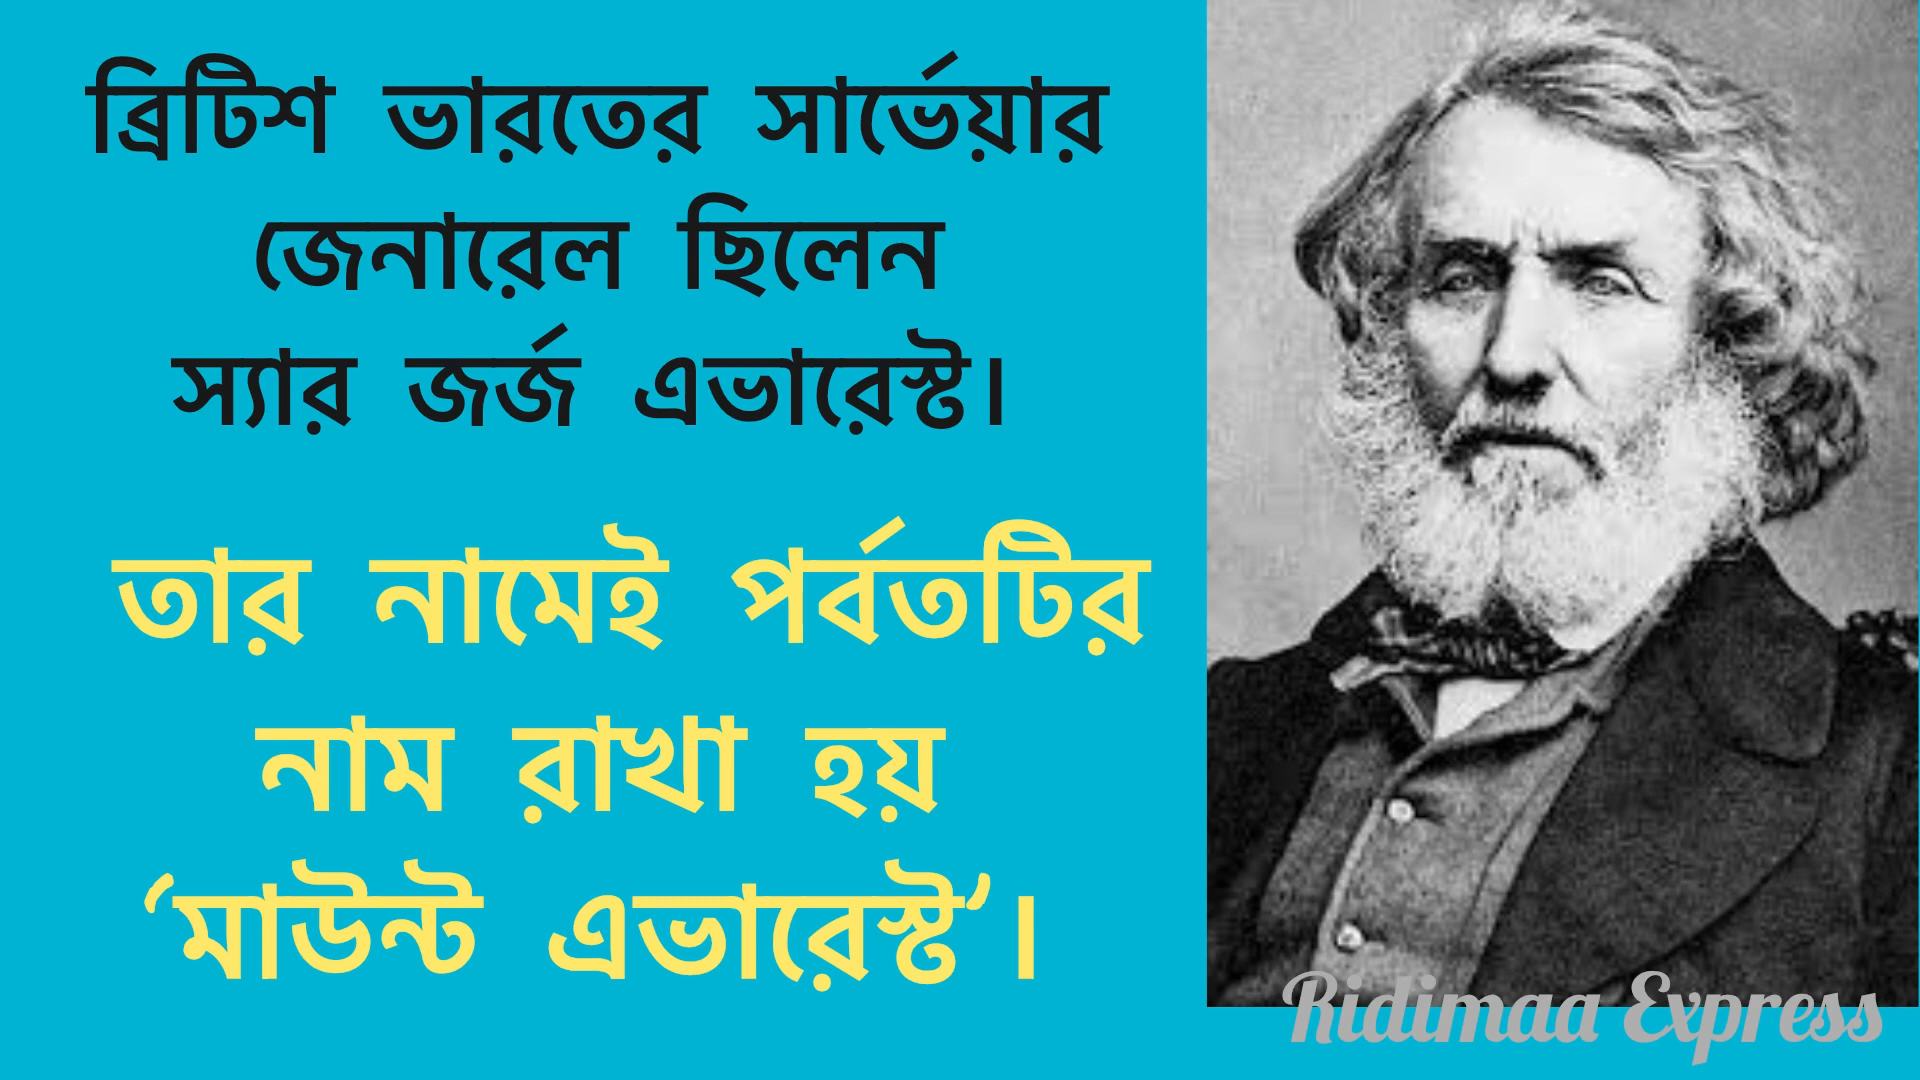 ব্রিটিশ ভারতের সার্ভেয়ার
জেনারেল ছিলেন
স্যার জর্জ এভারেস্ট।
তার নামেই পর্বতটির
নাম রাখা হয়
‘মাউন্ট এভারেস্ট’।
Ridimaa Express